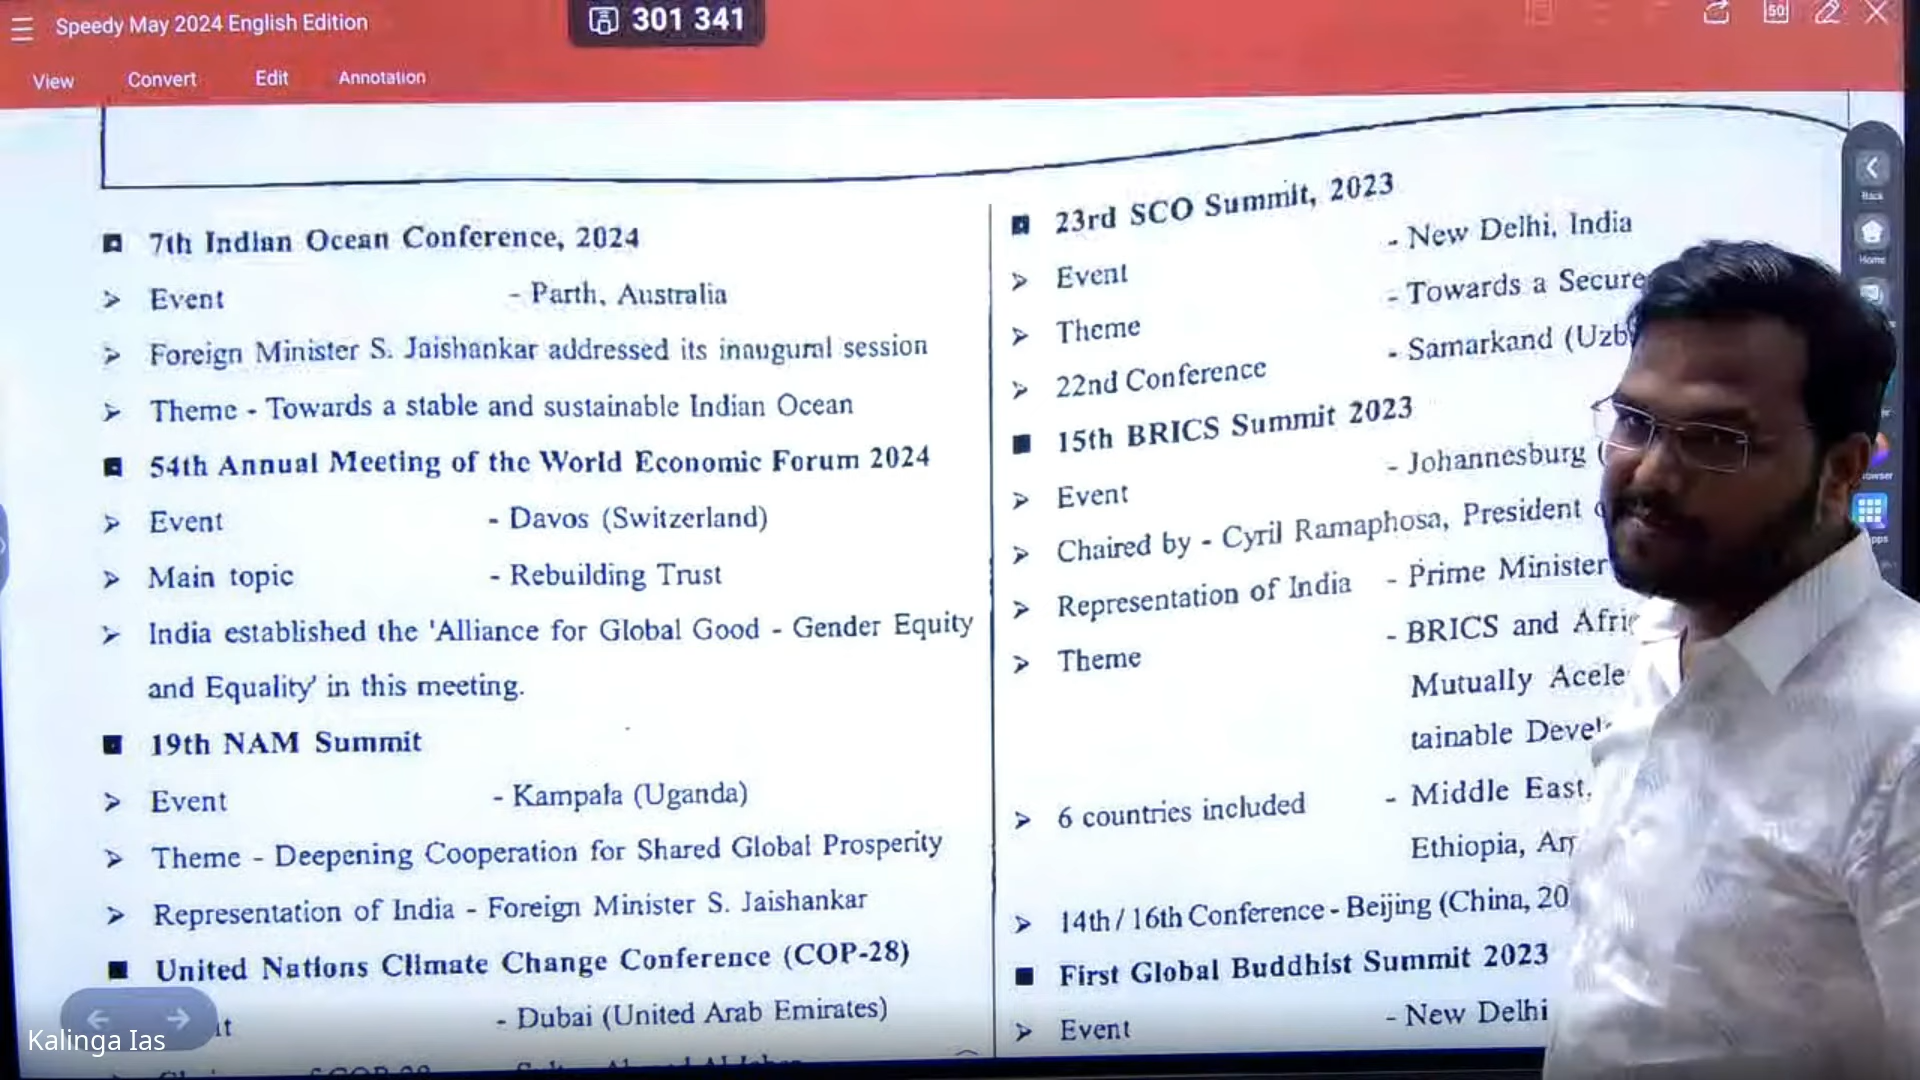 Speedy May 2024 English Edition
301 341
50
View Convert Edit Annotation
7th Indian Ocean Conference, 2024
➢ Event - Parth, Australia
➢ Foreign Minister S. Jaishankar addressed its inaugural session
➢ Theme - Towards a stable and sustainable Indian Ocean
54th Annual Meeting of the World Economic Forum 2024
➢ Event - Davos (Switzerland)
➢ Main topic - Rebuilding Trust
➢ India established the 'Alliance for Global Good - Gender Equity
and Equality' in this meeting.
19th NAM Summit
➢ Event - Kampala (Uganda)
➢ Theme - Deepening Cooperation for Shared Global Prosperity
➢ Representation of India - Foreign Minister S. Jaishankar
United Nations Climate Change Conference (COP-28)
- Dubai (United Arab Emirates)
23rd SCO Summit, 2023
➢ Event - New Delhi, India
➢ Theme - Towards a Secure
➢ 22nd Conference - Samarkand
15th BRICS Summit 2023
➢ Event - Johannesburg
➢ Chaired by - Cyril Ramaphosa, President
➢ Representation of India - Prime Minister
➢ Theme - BRICS and
Mutually
tainable
➢ 6 countries included - Middle East,
Ethiopia,
➢ 14th / 16th Conference - Beijing (China,
First Global Buddhist Summit 2023
➢ Event - New Delhi
Back
Home
Kalinga Ias